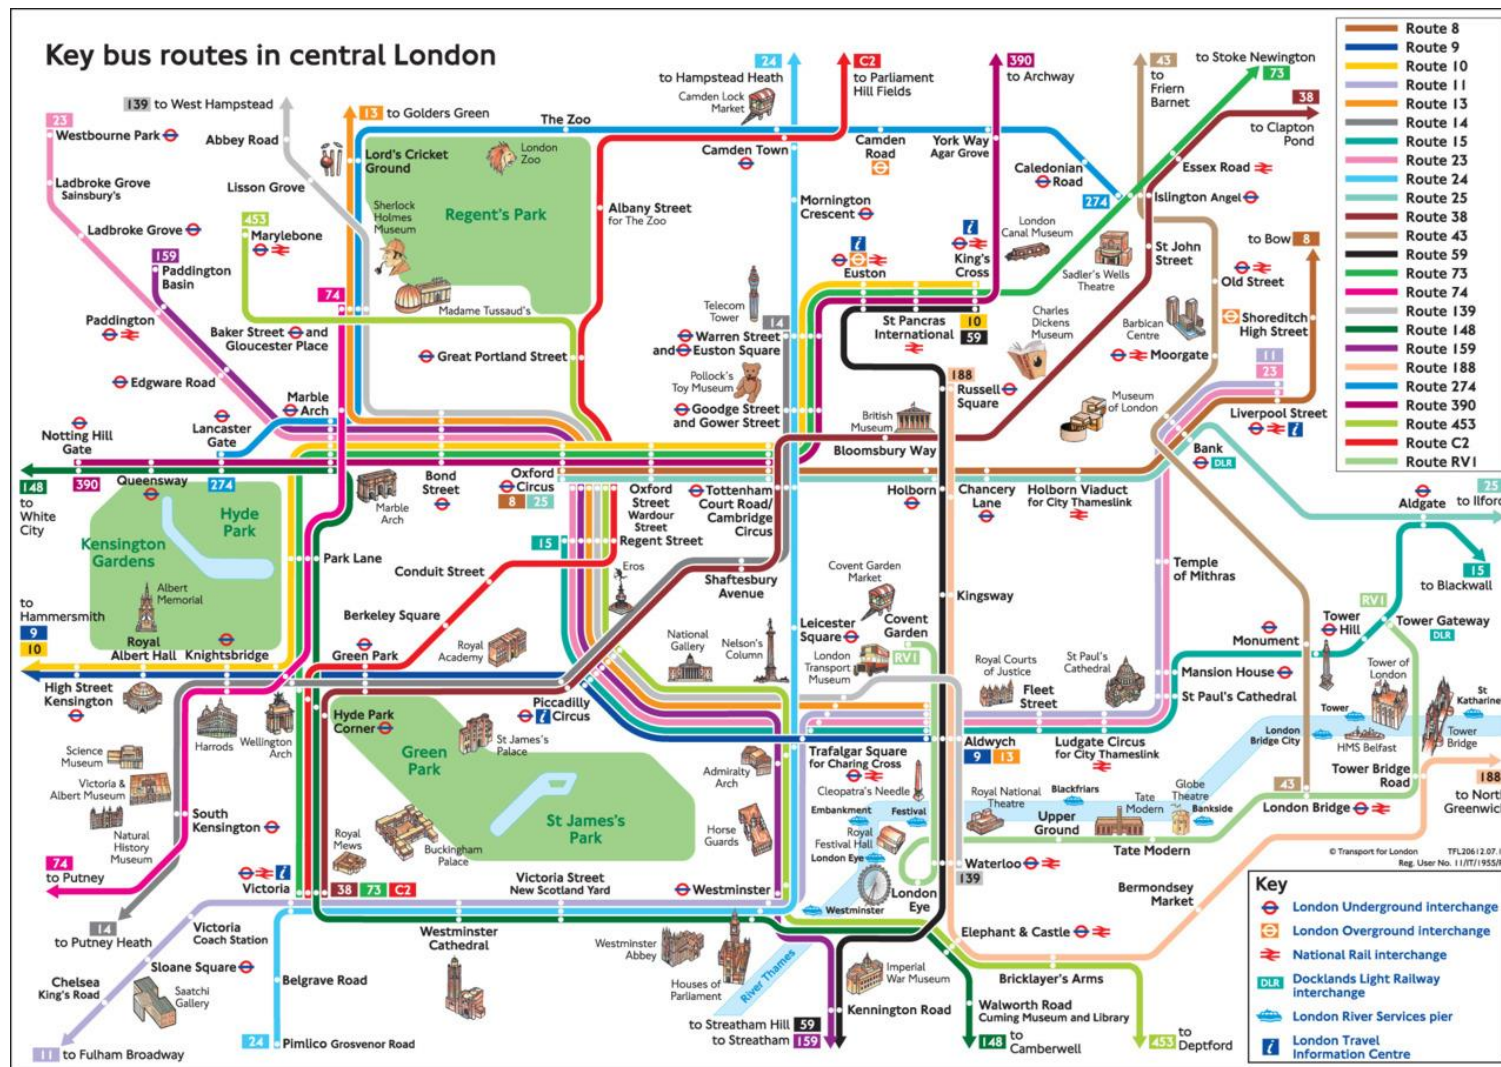 Key bus routes in central London
Route 8
Route 9
Route 10
Route 11
Route 13
Route 14
Route 15
Route 23
Route 24
Route 25
Route 38
Route 43
Route 59
Route 73
Route 74
Route 139
Route 148
Route 159
Route 188
Route 274
Route 390
Route 453
Route C2
Route RV1
139 to West Hampstead
13 to Golders Green
24
to Hampstead Heath
Camden Lock
Market
C2
to Parliament
Hill Fields
390
to Archway
43
to
Friern
Barnet
to Stoke Newington
73
38
to Clapton
Pond
23
Westbourne Park
Abbey Road
Lord's Cricket
Ground
The Zoo
London
Zoo
Camden Town
Camden
Road
York Way
Agar Grove
Caledonian
Road
Essex Road
274
Islington Angel
Ladbroke Grove
Sainsbury's
Lisson Grove
Sherlock
Holmes
Museum
Regent's Park
Albany Street
for The Zoo
Mornington
Crescent
London
Canal Museum
St John
Street
to Bow 8
Ladbroke Grove
453
Marylebone
159
Paddington
Basin
Euston
King's
Cross
Sadler's Wells
Theatre
Old Street
74
Madame Tussaud's
Telecom
Tower
14
Paddington
Baker Street and
Gloucester Place
Great Portland Street
Warren Street
and Euston Square
St Pancras
International
10
59
Charles
Dickens
Museum
Barbican
Centre
Shoreditch
High Street
Moorgate
11
23
Edgware Road
Pollock's
Toy Museum
188
Russell
Square
Museum
of London
Liverpool Street
Marble
Arch
Lancaster
Gate
Notting Hill
Gate
Goodge Street
and Gower Street
British
Museum
Bloomsbury Way
Bank
DLR
148
to
White
City
390
Queensway
274
Marble
Arch
Bond
Street
Oxford
Circus
8 25
Oxford
Street
Wardour
Street
Regent Street
Tottenham
Court Road/
Cambridge
Circus
Holborn
Chancery
Lane
Holborn Viaduct
for City Thameslink
Aldgate
25
to Ilford
Hyde
Park
Kensington
Gardens
Park Lane
15
Conduit Street
Eros
Shaftesbury
Avenue
Covent Garden
Market
Kingsway
Temple
of Mithras
15
to Blackwall
to
Hammersmith
9
10
Albert
Memorial
Royal
Albert Hall
Knightsbridge
Berkeley Square
Green Park
Royal
Academy
National
Gallery
Nelson's
Column
Leicester
Square
London
Transport
Museum
Covent
Garden
RV1
Royal Courts
of Justice
St Paul's
Cathedral
Fleet
Street
Monument
Mansion House
St Paul's Cathedral
Tower
Hill
RV1
Tower Gateway
DLR
Tower of
London
High Street
Kensington
Harrods
Wellington
Arch
Hyde Park
Corner
St James's
Palace
Piccadilly
Circus
Green
Park
Trafalgar Square
for Charing Cross
Cleopatra's Needle
Aldwych
9 13
Ludgate Circus
for City Thameslink
London
Bridge City
Tower
HMS Belfast
St
Tower
Bridge
Science
Museum
Victoria &
Albert Museum
Natural
History
Museum
South
Kensington
Admiralty
Arch
Horse
Guards
St James's
Park
Royal
Mews
Buckingham
Palace
Embankment
Festival
Royal
Festival Hall
London Eye
Royal National
Theatre
Blackfriars
Upper
Ground
Tate
Modern
Globe
Theatre
Bankside
43
London Bridge
Tower Bridge
Road
188
to North
74
to Putney
14
to Putney Heath
Victoria
38 73 C2
Victoria Street
New Scotland Yard
Westminster
Westminster
London
Eye
Waterloo
139
Tate Modern
Bermondsey
Market
© Transport for London
Victoria
Coach Station
Westminster
Cathedral
Westminster
Abbey
Houses of
Parliament
River Thames
Elephant & Castle
Imperial
War Museum
Bricklayer's Arms
Chelsea
King's Road
Sloane Square
Saatchi
Gallery
Belgrave Road
11 to Fulham Broadway
24 Pimlico Grosvenor Road
to Streatham Hill 59
to Streatham 159
Kennington Road
Walworth Road
Cuming Museum and Library
148
to
Camberwell
453
to
Deptford
Key
London Underground interchange
London Overground interchange
National Rail interchange
DLR Docklands Light Railway
interchange
London River Services pier
London Travel
Information Centre